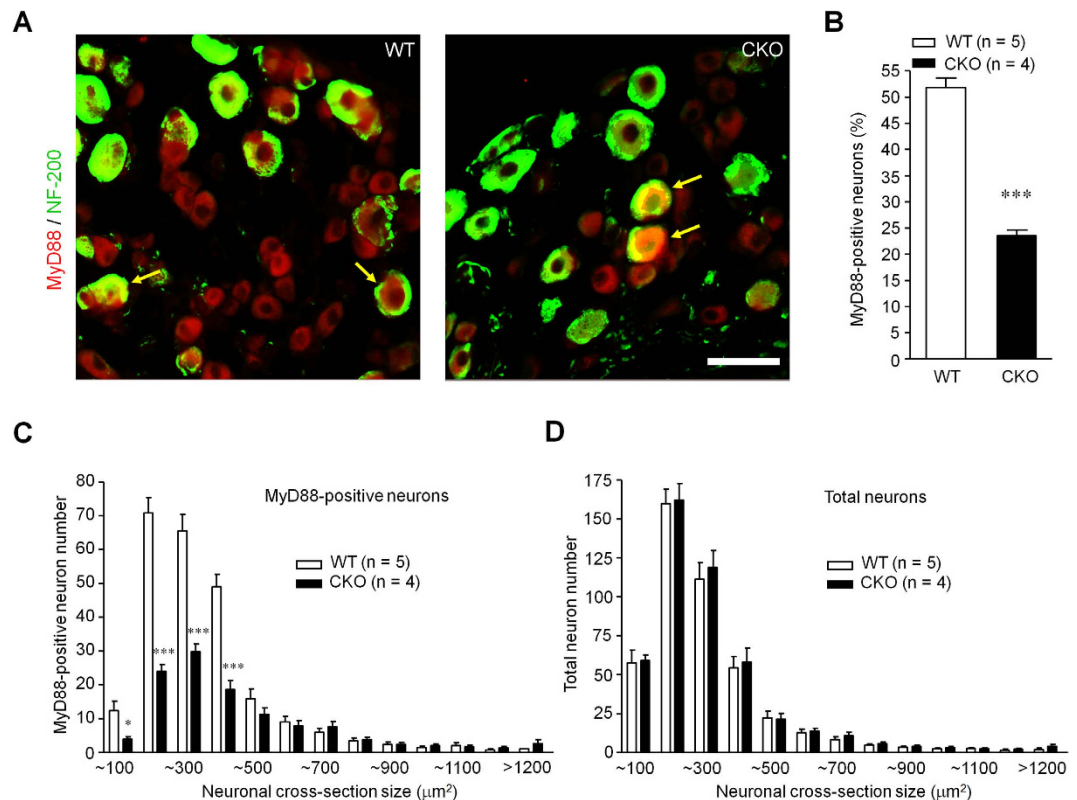 A
WT
CKO
MyD88 / NF-200
B
WT (n = 5)
CKO (n = 4)
MyD88-positive neurons (%)
55
50
45
40
35
30
25
20
15
10
5
0
***
WT
CKO
C
MyD88-positive neuron number
80
70
60
50
40
30
20
10
0
MyD88-positive neurons
WT (n = 5)
CKO (n = 4)
*
***
***
***
~100
~300
~500
~700
~900
~1100
>1200
Neuronal cross-section size (μm²)
D
Total neuron number
175
150
125
100
75
50
25
0
Total neurons
WT (n = 5)
CKO (n = 4)
~100
~300
~500
~700
~900
~1100
>1200
Neuronal cross-section size (μm²)